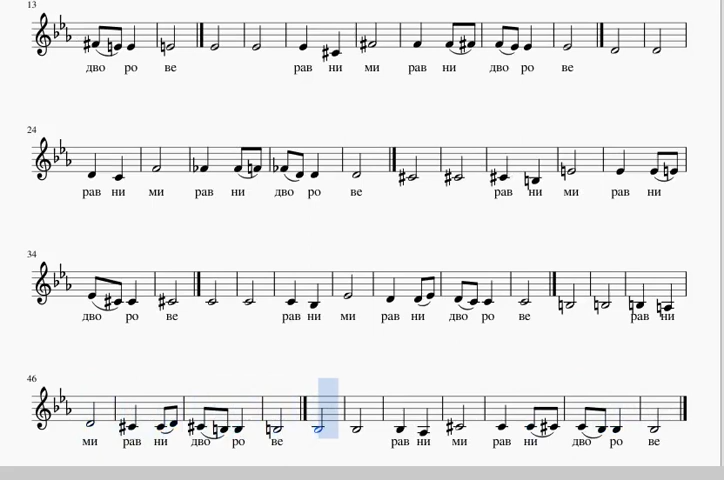 13
дво ро ве рав ни ми рав ни дво ро ве
24
рав ни ми рав ни дво ро ве рав ни ми рав ни
34
дво ро ве рав ни ми рав ни дво ро ве рав ни
46
ми рав ни дво ро ве рав ни ми рав ни дво ро ве